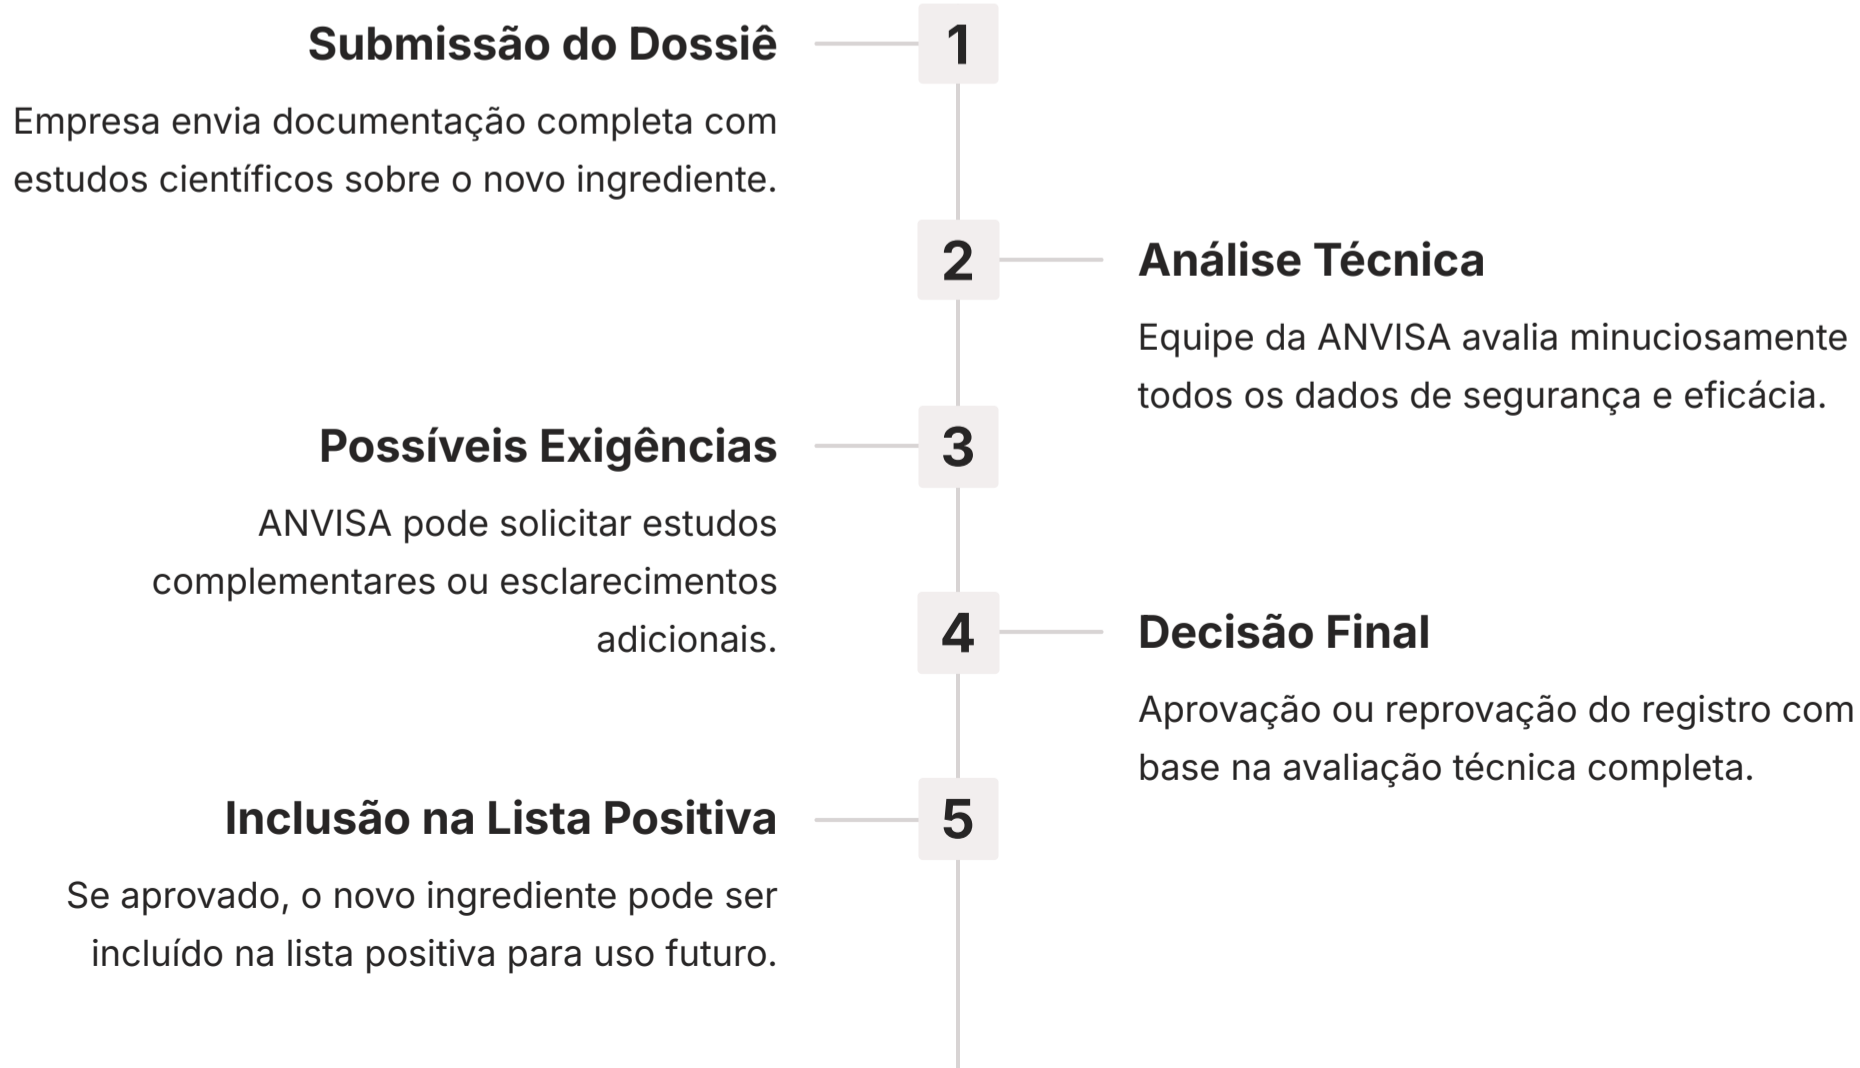 Submissão do Dossiê
1
Empresa envia documentação completa com
estudos científicos sobre o novo ingrediente.
2
Análise Técnica
Equipe da ANVISA avalia minuciosamente
todos os dados de segurança e eficácia.
Possíveis Exigências
3
ANVISA pode solicitar estudos
complementares ou esclarecimentos
adicionais.
4
Decisão Final
Aprovação ou reprovação do registro com
base na avaliação técnica completa.
Inclusão na Lista Positiva
5
Se aprovado, o novo ingrediente pode ser
incluído na lista positiva para uso futuro.